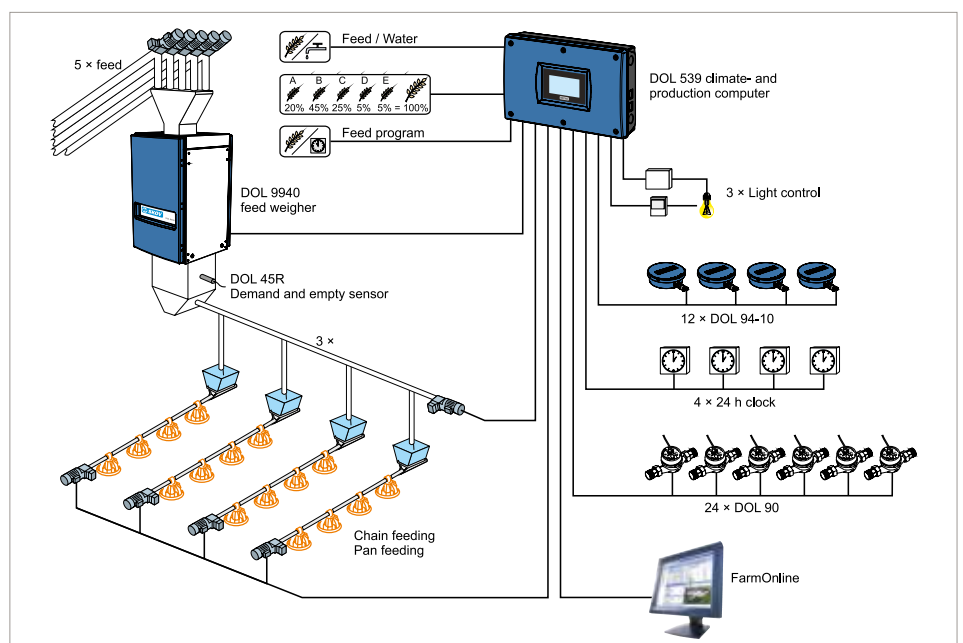 5 × feed
Feed / Water
A B C D E
20% 45% 25% 5% 5% = 100%
Feed program
DOL 539 climate- and
production computer
DOL 9940
feed weigher
3 × Light control
DOL 45R
Demand and empty sensor
12 × DOL 94-10
3 ×
4 × 24 h clock
24 × DOL 90
Chain feeding
Pan feeding
FarmOnline